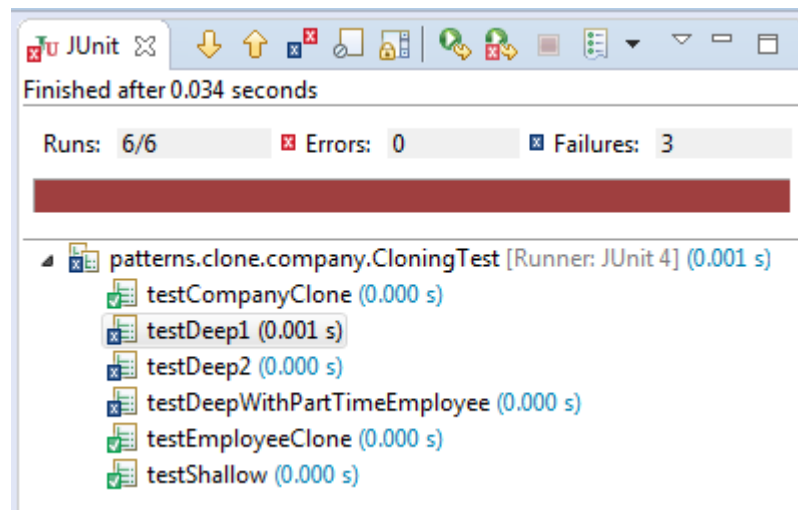 JUnit
Finished after 0.034 seconds
Runs: 6/6 Errors: 0 Failures: 3
patterns.clone.company.CloningTest [Runner: JUnit 4] (0.001 s)
testCompanyClone (0.000 s)
testDeep1 (0.001 s)
testDeep2 (0.000 s)
testDeepWithPartTimeEmployee (0.000 s)
testEmployeeClone (0.000 s)
testShallow (0.000 s)